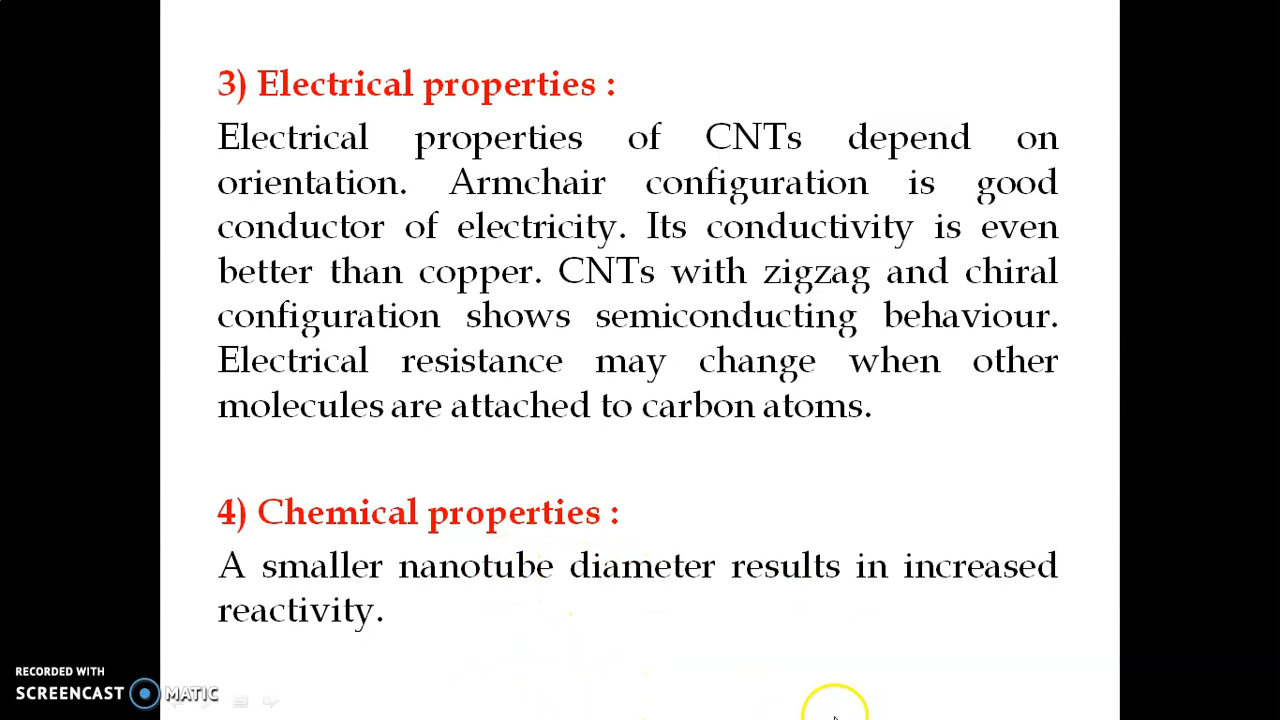 3) Electrical properties :
Electrical properties of CNTs depend on
orientation. Armchair configuration is good
conductor of electricity. Its conductivity is even
better than copper. CNTs with zigzag and chiral
configuration shows semiconducting behaviour.
Electrical resistance may change when other
molecules are attached to carbon atoms.
4) Chemical properties :
A smaller nanotube diameter results in increased
reactivity.
RECORDED WITH
SCREENCAST MATIC